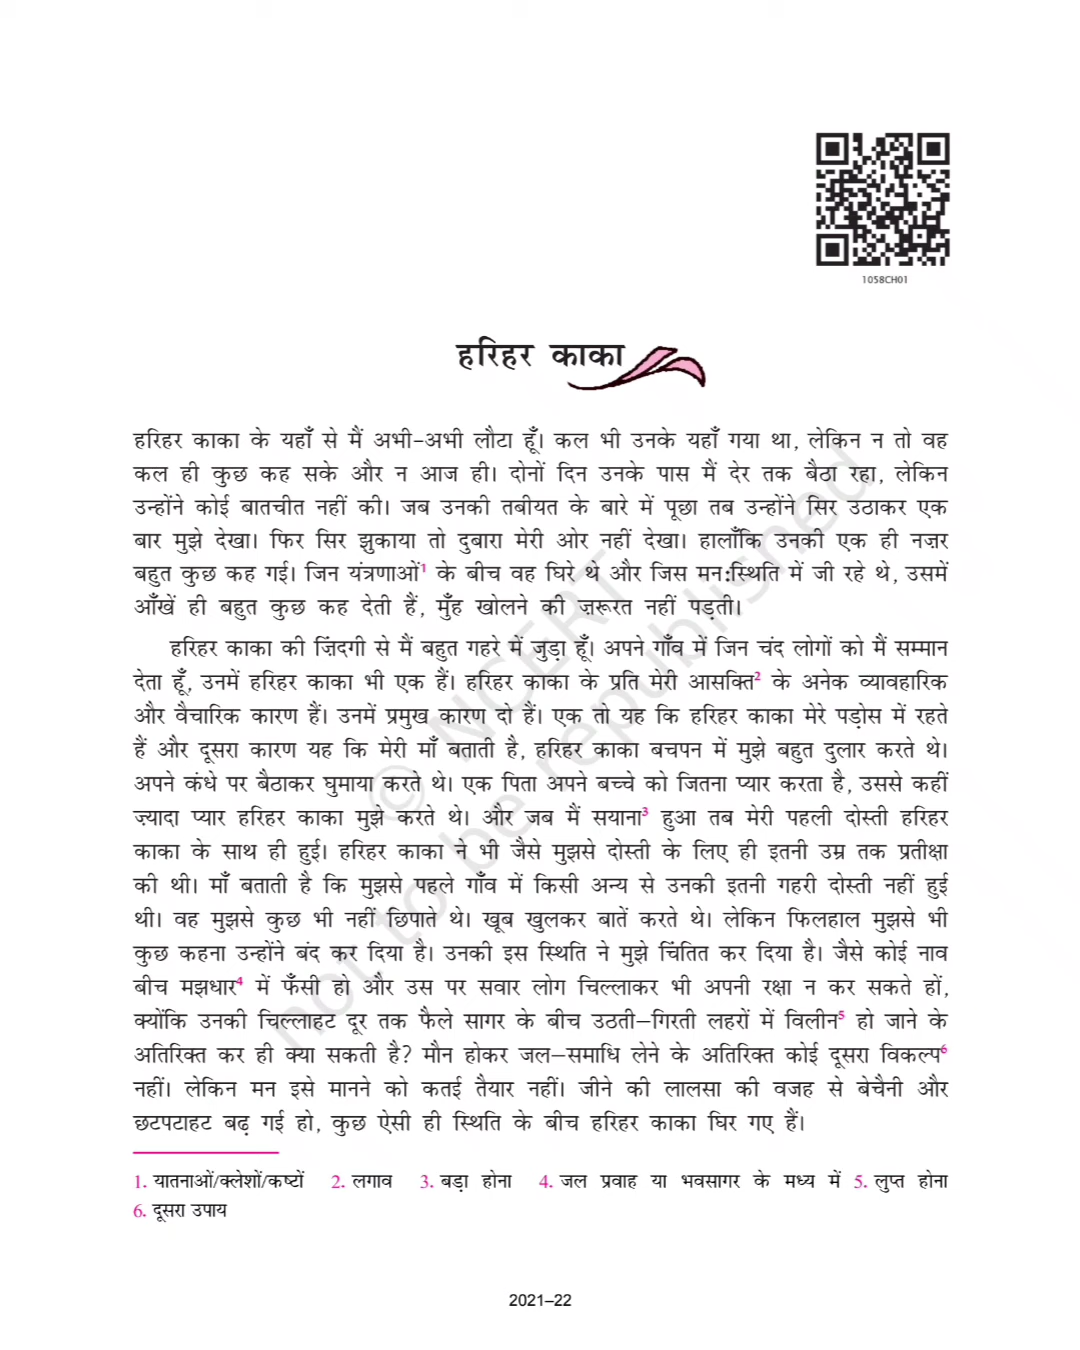 1058CH01
हरिहर काका
हरिहर काका के यहाँ से मैं अभी-अभी लौटा हूँ। कल भी उनके यहाँ गया था, लेकिन न तो वह
कल ही कुछ कह सके और न आज ही। दोनों दिन उनके पास मैं देर तक बैठा रहा, लेकिन
उन्होंने कोई बातचीत नहीं की। जब उनकी तबीयत के बारे में पूछा तब उन्होंने सिर उठाकर एक
बार मुझे देखा। फिर सिर झुकाया तो दुबारा मेरी ओर नहीं देखा। हालाँकि उनकी एक ही नज़र
बहुत कुछ कह गई। जिन यंत्रणाओं1 के बीच वह घिरे थे और जिस मन:स्थिति में जी रहे थे, उसमें
आँखें ही बहुत कुछ कह देती हैं, मुँह खोलने की ज़रूरत नहीं पड़ती।
हरिहर काका की ज़िंदगी से मैं बहुत गहरे में जुड़ा हूँ। अपने गाँव में जिन चंद लोगों को मैं सम्मान
देता हूँ, उनमें हरिहर काका भी एक हैं। हरिहर काका के प्रति मेरी आसक्ति2 के अनेक व्यावहारिक
और वैचारिक कारण हैं। उनमें प्रमुख कारण दो हैं। एक तो यह कि हरिहर काका मेरे पड़ोस में रहते
हैं और दूसरा कारण यह कि मेरी माँ बताती है, हरिहर काका बचपन में मुझे बहुत दुलार करते थे।
अपने कंधे पर बैठाकर घुमाया करते थे। एक पिता अपने बच्चे को जितना प्यार करता है, उससे कहीं
ज़्यादा प्यार हरिहर काका मुझे करते थे। और जब मैं सयाना3 हुआ तब मेरी पहली दोस्ती हरिहर
काका के साथ ही हुई। हरिहर काका ने भी जैसे मुझसे दोस्ती के लिए ही इतनी उम्र तक प्रतीक्षा
की थी। माँ बताती है कि मुझसे पहले गाँव में किसी अन्य से उनकी इतनी गहरी दोस्ती नहीं हुई
थी। वह मुझसे कुछ भी नहीं छिपाते थे। खूब खुलकर बातें करते थे। लेकिन फिलहाल मुझसे भी
कुछ कहना उन्होंने बंद कर दिया है। उनकी इस स्थिति ने मुझे चिंतित कर दिया है। जैसे कोई नाव
बीच मझधार4 में फँसी हो और उस पर सवार लोग चिल्लाकर भी अपनी रक्षा न कर सकते हों,
क्योंकि उनकी चिल्लाहट दूर तक फैले सागर के बीच उठती-गिरती लहरों में विलीन5 हो जाने के
अतिरिक्त कर ही क्या सकती है? मौन होकर जल-समाधि लेने के अतिरिक्त कोई दूसरा विकल्प6
नहीं। लेकिन मन इसे मानने को कतई तैयार नहीं। जीने की लालसा की वजह से बेचैनी और
छटपटाहट बढ़ गई हो, कुछ ऐसी ही स्थिति के बीच हरिहर काका घिर गए हैं।
1. यातनाओं/क्लेशों/कष्टों 2. लगाव 3. बड़ा होना 4. जल प्रवाह या भवसागर के मध्य में 5. लुप्त होना
6. दूसरा उपाय
2021–22
© NCERT
not to be republished